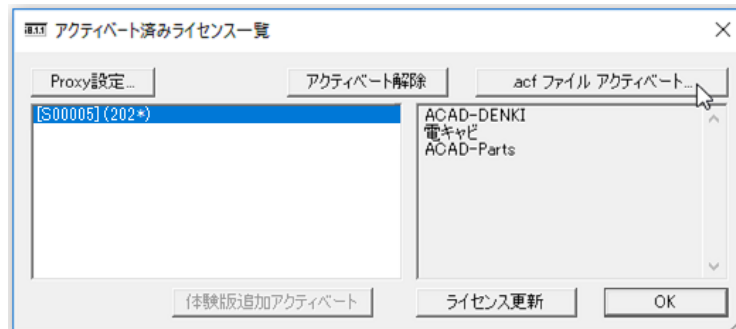 アクティベート済みライセンス一覧
Proxy設定...
アクティベート解除
.acf ファイル アクティベート...
[S00005](202*)
ACAD-DENKI
電キャビ
ACAD-Parts
体験版追加アクティベート
ライセンス更新
OK